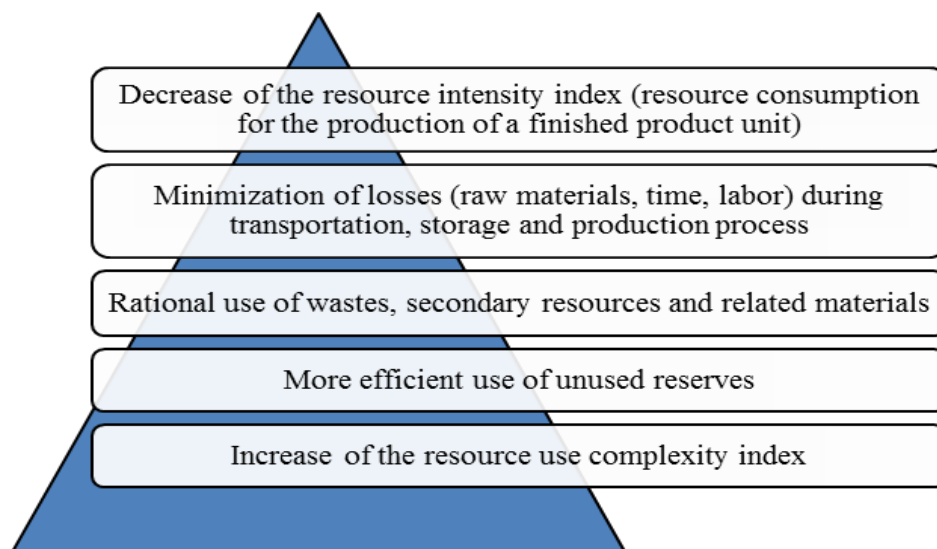 Decrease of the resource intensity index (resource consumption
for the production of a finished product unit)
Minimization of losses (raw materials, time, labor) during
transportation, storage and production process
Rational use of wastes, secondary resources and related materials
More efficient use of unused reserves
Increase of the resource use complexity index